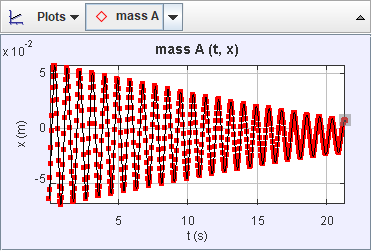 Plots mass A
mass A (t, x)
x 10^-2
5
0
-5
x (m)
5 10 15 20
t (s)